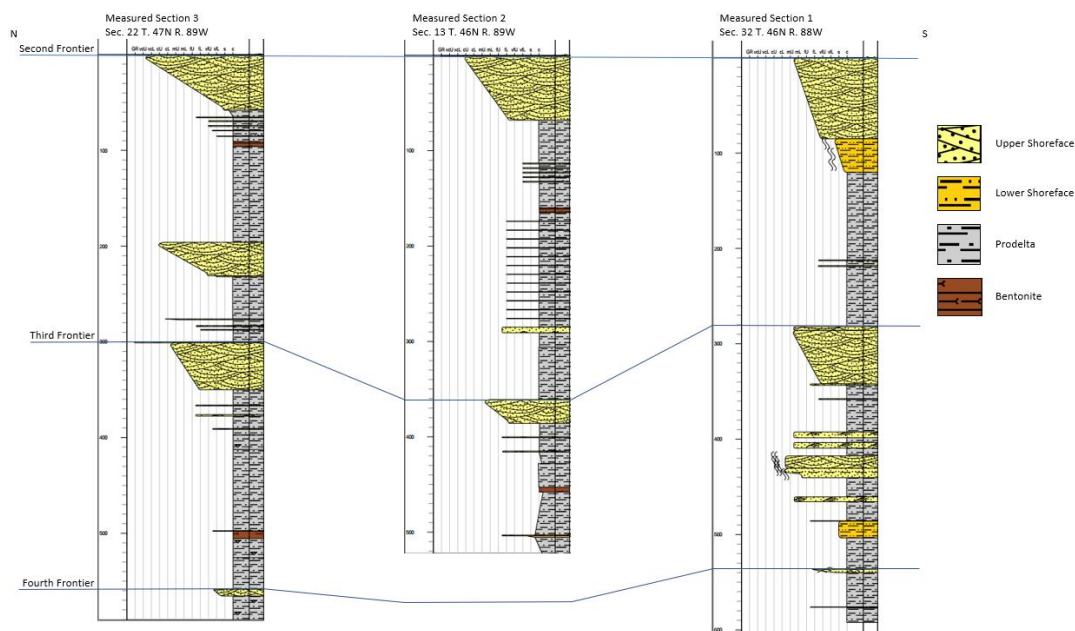 Measured Section 3
Sec. 22 T. 47N R. 89W
Measured Section 2
Sec. 13 T. 46N R. 89W
Measured Section 1
Sec. 32 T. 46N R. 88W
N
S
Second Frontier
Third Frontier
Fourth Frontier
100
200
300
400
500
100
200
300
400
500
100
200
300
400
500
600
Upper Shoreface
Lower Shoreface
Prodelta
Bentonite